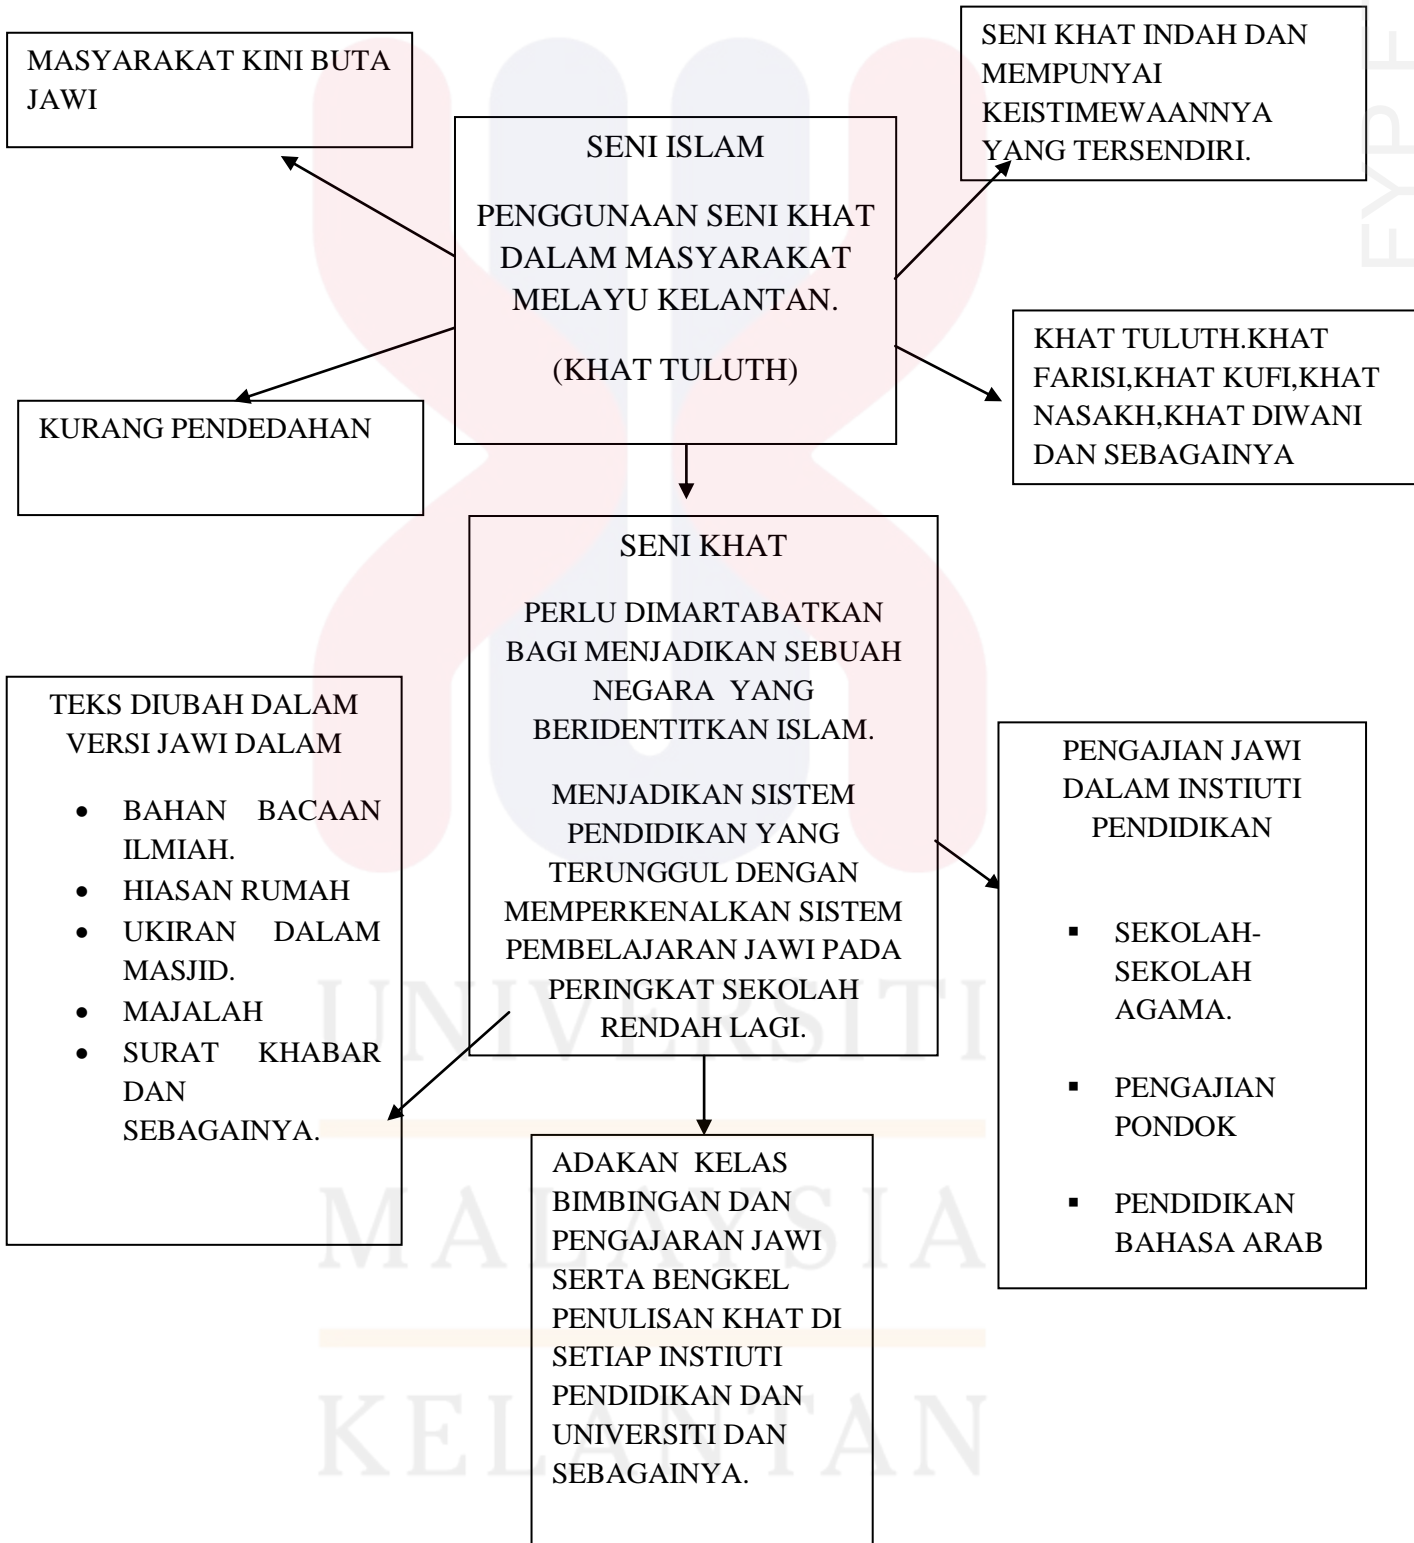 MASYARAKAT KINI BUTA
JAWI
SENI KHAT INDAH DAN
MEMPUNYAI
KEISTIMEWAANNYA
YANG TERSENDIRI.
SENI ISLAM
PENGGUNAAN SENI KHAT
DALAM MASYARAKAT
MELAYU KELANTAN.
(KHAT TULUTH)
KHAT TULUTH.KHAT
FARISI,KHAT KUFI,KHAT
NASAKH,KHAT DIWANI
DAN SEBAGAINYA
KURANG PENDEDAHAN
SENI KHAT
PERLU DIMARTABATKAN
BAGI MENJADIKAN SEBUAH
NEGARA YANG
BERIDENTITKAN ISLAM.
MENJADIKAN SISTEM
PENDIDIKAN YANG
TERUNGGUL DENGAN
MEMPERKENALKAN SISTEM
PEMBELAJARAN JAWI PADA
PERINGKAT SEKOLAH
RENDAH LAGI.
TEKS DIUBAH DALAM
VERSI JAWI DALAM
• BAHAN BACAAN
ILMIAH.
• HIASAN RUMAH
• UKIRAN DALAM
MASJID.
• MAJALAH
• SURAT KHABAR
DAN
SEBAGAINYA.
PENGAJIAN JAWI
DALAM INSTIUTI
PENDIDIKAN
▪ SEKOLAH-
SEKOLAH
AGAMA.
▪ PENGAJIAN
PONDOK
▪ PENDIDIKAN
BAHASA ARAB
ADAKAN KELAS
BIMBINGAN DAN
PENGAJARAN JAWI
SERTA BENGKEL
PENULISAN KHAT DI
SETIAP INSTIUTI
PENDIDIKAN DAN
UNIVERSITI DAN
SEBAGAINYA.
UNIVERSITI
MALAYSIA
KELANTAN
FYP